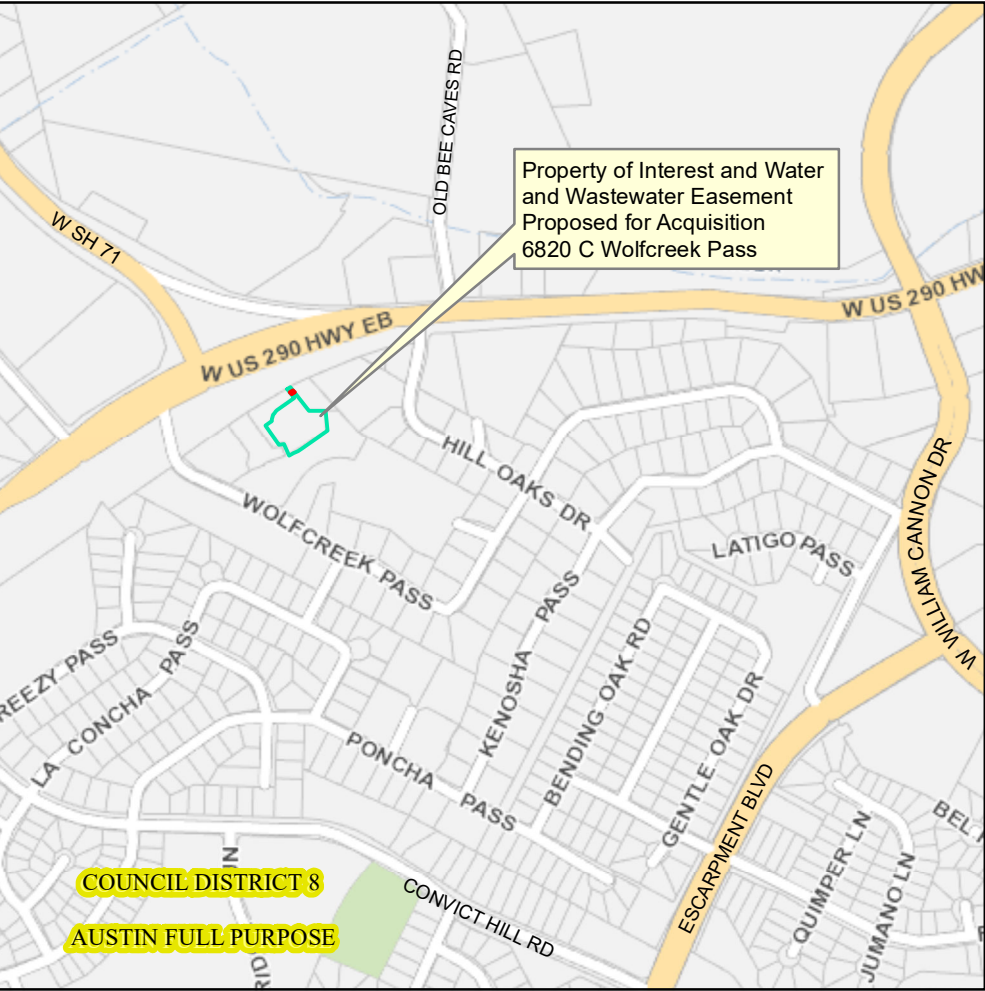 OLD BEE CAVES RD
Property of Interest and Water
and Wastewater Easement
Proposed for Acquisition
6820 C Wolfcreek Pass
W SH 71
W US 290 HW
W US 290 HWY EB
HILL OAKS DR
WOLFCREEK PASS
LATIGO PASS
W WILLIAM CANNON DR
KENOSHA PASS
BENDING OAK RD
GENTLE OAK DR
REEZY PASS
LA CONCHA PASS
PONCHA PASS
ESCARPMENT BLVD
QUIMPER LN
JUMANO LN
BEL
COUNCIL DISTRICT 8
AUSTIN FULL PURPOSE
CONVICT HILL RD